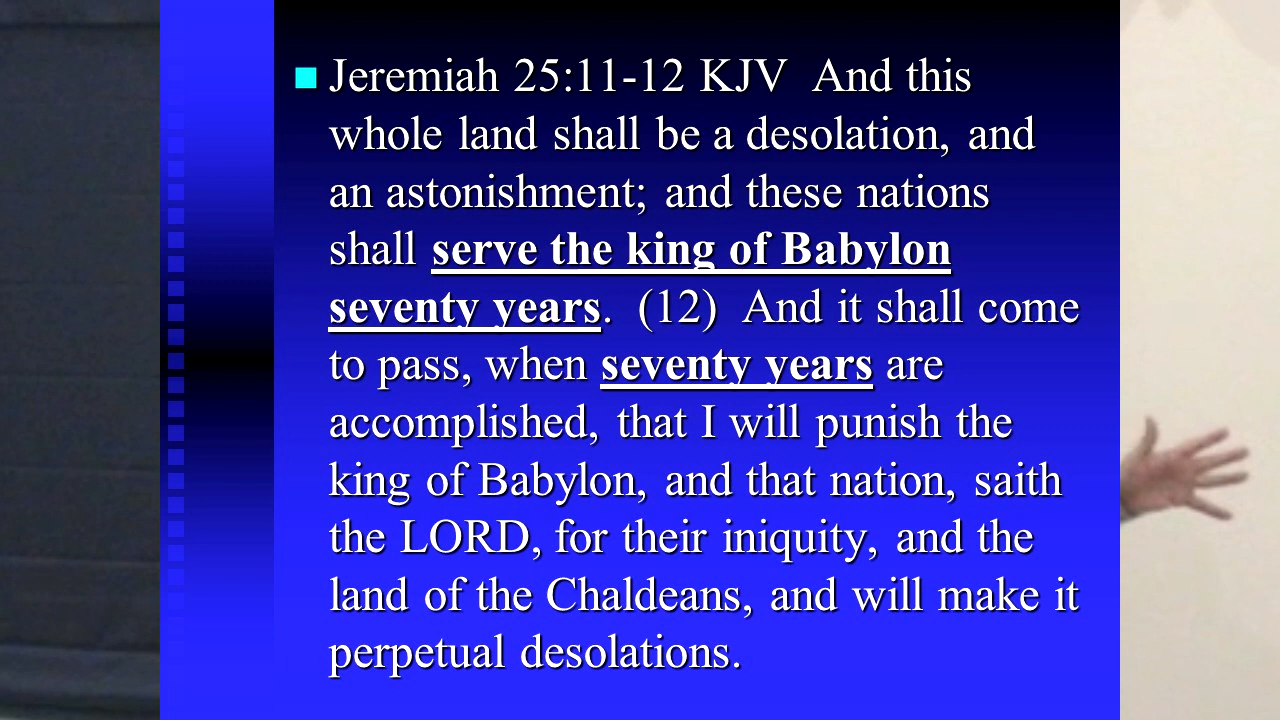 Jeremiah 25:11-12 KJV  And this
whole land shall be a desolation, and
an astonishment; and these nations
shall serve the king of Babylon
seventy years.  (12)  And it shall come
to pass, when seventy years are
accomplished, that I will punish the
king of Babylon, and that nation, saith
the LORD, for their iniquity, and the
land of the Chaldeans, and will make it
perpetual desolations.